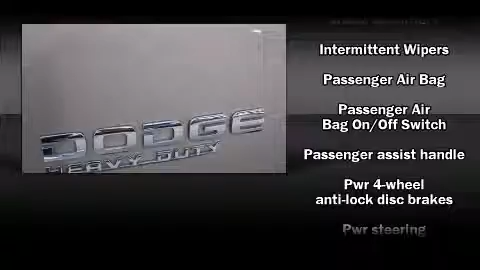 DODGE
HEAVY DUTY
Intermittent Wipers
Passenger Air Bag
Passenger Air
Bag On/Off Switch
Passenger assist handle
Pwr 4-wheel
anti-lock disc brakes
Pwr steering